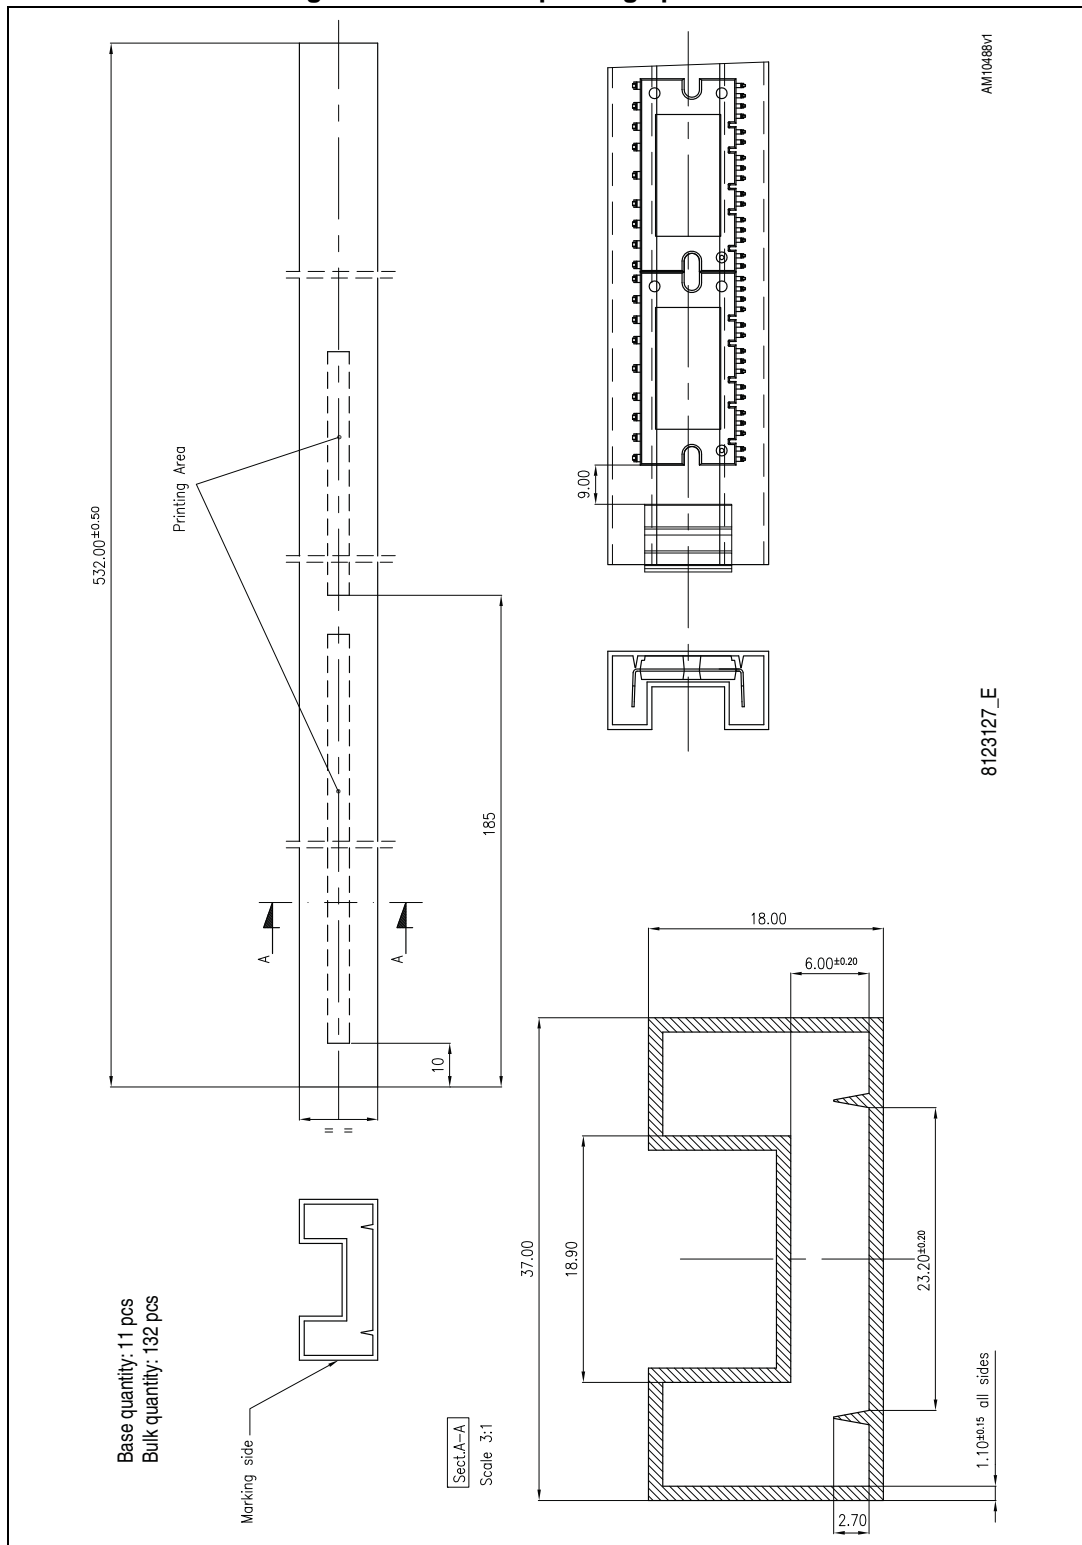 AM10488v1
532.00±0.50
Printing Area
9.00
185
A
A
10
= =
8123127_E
18.00
6.00±0.20
37.00
18.90
23.20±0.20
1.10±0.15 all sides
2.70
Base quantity: 11 pcs
Bulk quantity: 132 pcs
Marking side
Sect.A-A
Scale 3:1